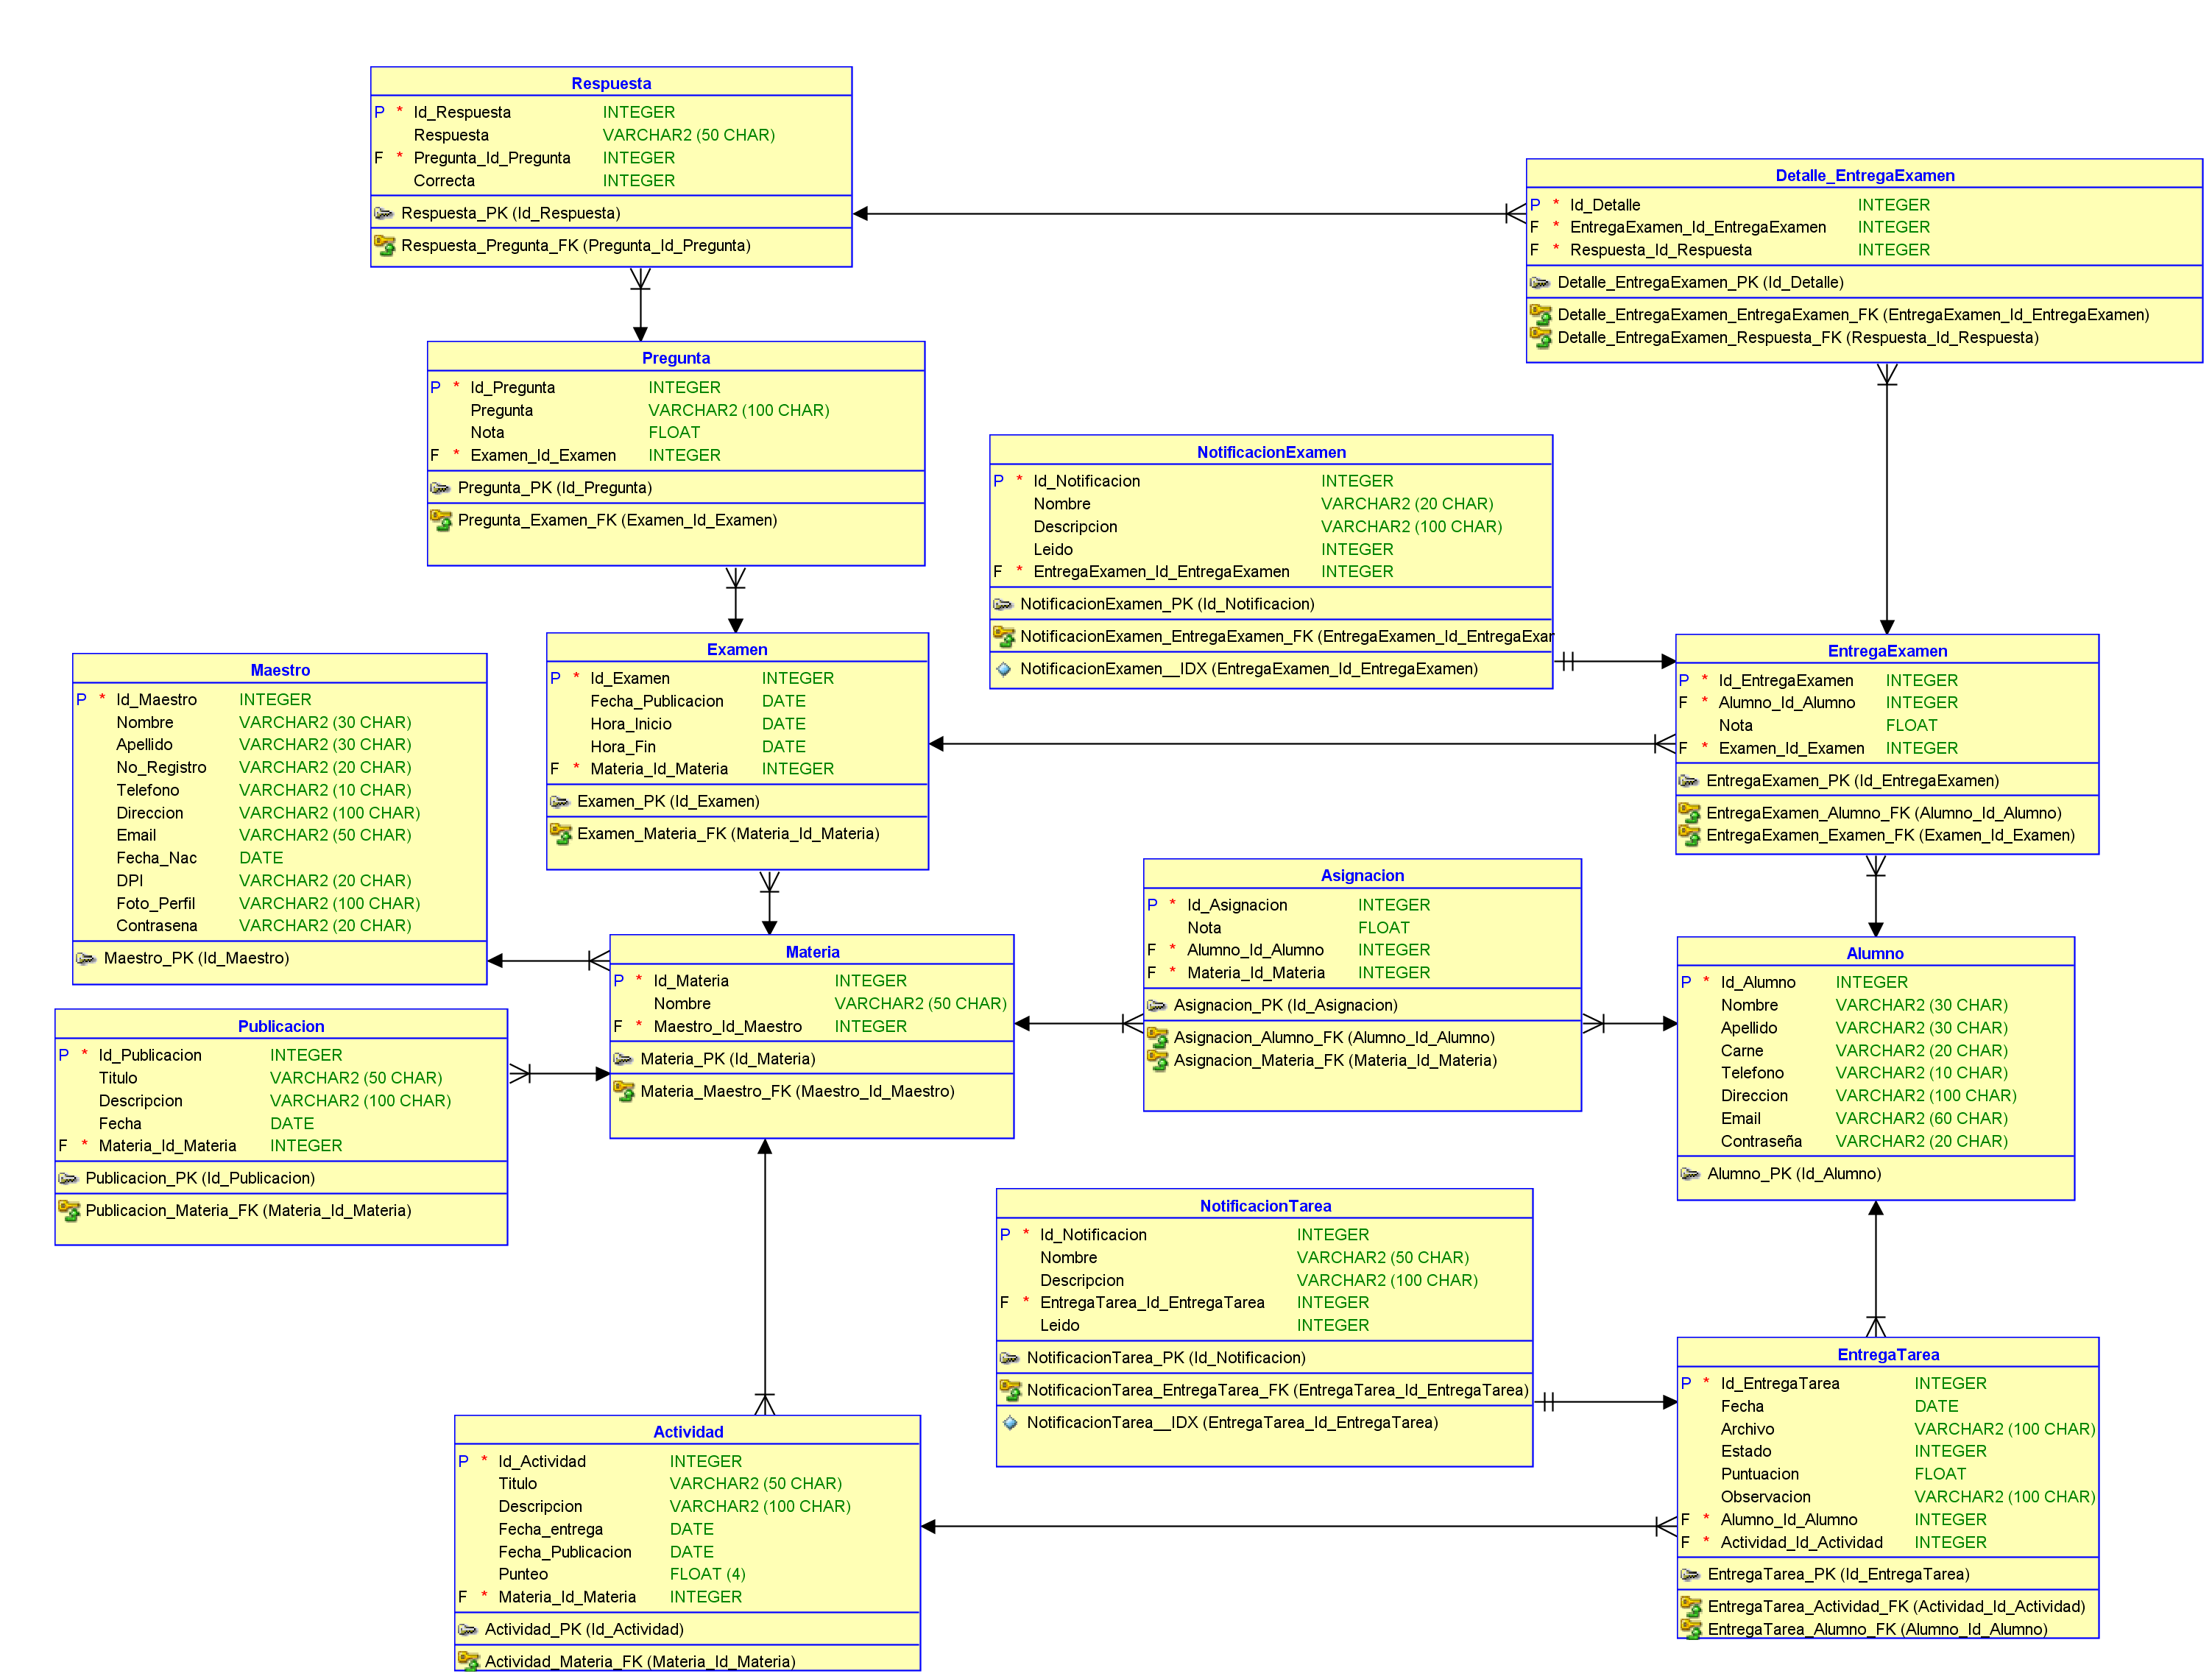 Respuesta
P * Id_Respuesta INTEGER
Respuesta VARCHAR2 (50 CHAR)
F * Pregunta_Id_Pregunta INTEGER
Correcta INTEGER
Respuesta_PK (Id_Respuesta)
Respuesta_Pregunta_FK (Pregunta_Id_Pregunta)
Detalle_EntregaExamen
P * Id_Detalle INTEGER
F * EntregaExamen_Id_EntregaExamen INTEGER
F * Respuesta_Id_Respuesta INTEGER
Detalle_EntregaExamen_PK (Id_Detalle)
Detalle_EntregaExamen_EntregaExamen_FK (EntregaExamen_Id_EntregaExamen)
Detalle_EntregaExamen_Respuesta_FK (Respuesta_Id_Respuesta)
Pregunta
P * Id_Pregunta INTEGER
Pregunta VARCHAR2 (100 CHAR)
Nota FLOAT
F * Examen_Id_Examen INTEGER
Pregunta_PK (Id_Pregunta)
Pregunta_Examen_FK (Examen_Id_Examen)
NotificacionExamen
P * Id_Notificacion INTEGER
Nombre VARCHAR2 (20 CHAR)
Descripcion VARCHAR2 (100 CHAR)
Leido INTEGER
F * EntregaExamen_Id_EntregaExamen INTEGER
NotificacionExamen_PK (Id_Notificacion)
NotificacionExamen_EntregaExamen_FK (EntregaExamen_Id_EntregaExar
NotificacionExamen__IDX (EntregaExamen_Id_EntregaExamen)
Examen
P * Id_Examen INTEGER
Fecha_Publicacion DATE
Hora_Inicio DATE
Hora_Fin DATE
F * Materia_Id_Materia INTEGER
Examen_PK (Id_Examen)
Examen_Materia_FK (Materia_Id_Materia)
EntregaExamen
P * Id_EntregaExamen INTEGER
F * Alumno_Id_Alumno INTEGER
Nota FLOAT
F * Examen_Id_Examen INTEGER
EntregaExamen_PK (Id_EntregaExamen)
EntregaExamen_Alumno_FK (Alumno_Id_Alumno)
EntregaExamen_Examen_FK (Examen_Id_Examen)
Maestro
P * Id_Maestro INTEGER
Nombre VARCHAR2 (30 CHAR)
Apellido VARCHAR2 (30 CHAR)
No_Registro VARCHAR2 (20 CHAR)
Telefono VARCHAR2 (10 CHAR)
Direccion VARCHAR2 (100 CHAR)
Email VARCHAR2 (50 CHAR)
Fecha_Nac DATE
DPI VARCHAR2 (20 CHAR)
Foto_Perfil VARCHAR2 (100 CHAR)
Contrasena VARCHAR2 (20 CHAR)
Maestro_PK (Id_Maestro)
Asignacion
P * Id_Asignacion INTEGER
Nota FLOAT
F * Alumno_Id_Alumno INTEGER
F * Materia_Id_Materia INTEGER
Asignacion_PK (Id_Asignacion)
Asignacion_Alumno_FK (Alumno_Id_Alumno)
Asignacion_Materia_FK (Materia_Id_Materia)
Materia
P * Id_Materia INTEGER
Nombre VARCHAR2 (50 CHAR)
F * Maestro_Id_Maestro INTEGER
Materia_PK (Id_Materia)
Materia_Maestro_FK (Maestro_Id_Maestro)
Alumno
P * Id_Alumno INTEGER
Nombre VARCHAR2 (30 CHAR)
Apellido VARCHAR2 (30 CHAR)
Carne VARCHAR2 (20 CHAR)
Telefono VARCHAR2 (10 CHAR)
Direccion VARCHAR2 (100 CHAR)
Email VARCHAR2 (60 CHAR)
Contraseña VARCHAR2 (20 CHAR)
Alumno_PK (Id_Alumno)
Publicacion
P * Id_Publicacion INTEGER
Titulo VARCHAR2 (50 CHAR)
Descripcion VARCHAR2 (100 CHAR)
Fecha DATE
F * Materia_Id_Materia INTEGER
Publicacion_PK (Id_Publicacion)
Publicacion_Materia_FK (Materia_Id_Materia)
NotificacionTarea
P * Id_Notificacion INTEGER
Nombre VARCHAR2 (50 CHAR)
Descripcion VARCHAR2 (100 CHAR)
F * EntregaTarea_Id_EntregaTarea INTEGER
Leido INTEGER
NotificacionTarea_PK (Id_Notificacion)
NotificacionTarea_EntregaTarea_FK (EntregaTarea_Id_EntregaTarea)
NotificacionTarea__IDX (EntregaTarea_Id_EntregaTarea)
EntregaTarea
P * Id_EntregaTarea INTEGER
Fecha DATE
Archivo VARCHAR2 (100 CHAR)
Estado INTEGER
Puntuacion FLOAT
Observacion VARCHAR2 (100 CHAR)
F * Alumno_Id_Alumno INTEGER
F * Actividad_Id_Actividad INTEGER
EntregaTarea_PK (Id_EntregaTarea)
EntregaTarea_Actividad_FK (Actividad_Id_Actividad)
EntregaTarea_Alumno_FK (Alumno_Id_Alumno)
Actividad
P * Id_Actividad INTEGER
Titulo VARCHAR2 (50 CHAR)
Descripcion VARCHAR2 (100 CHAR)
Fecha_entrega DATE
Fecha_Publicacion DATE
Punteo FLOAT (4)
F * Materia_Id_Materia INTEGER
Actividad_PK (Id_Actividad)
Actividad_Materia_FK (Materia_Id_Materia)